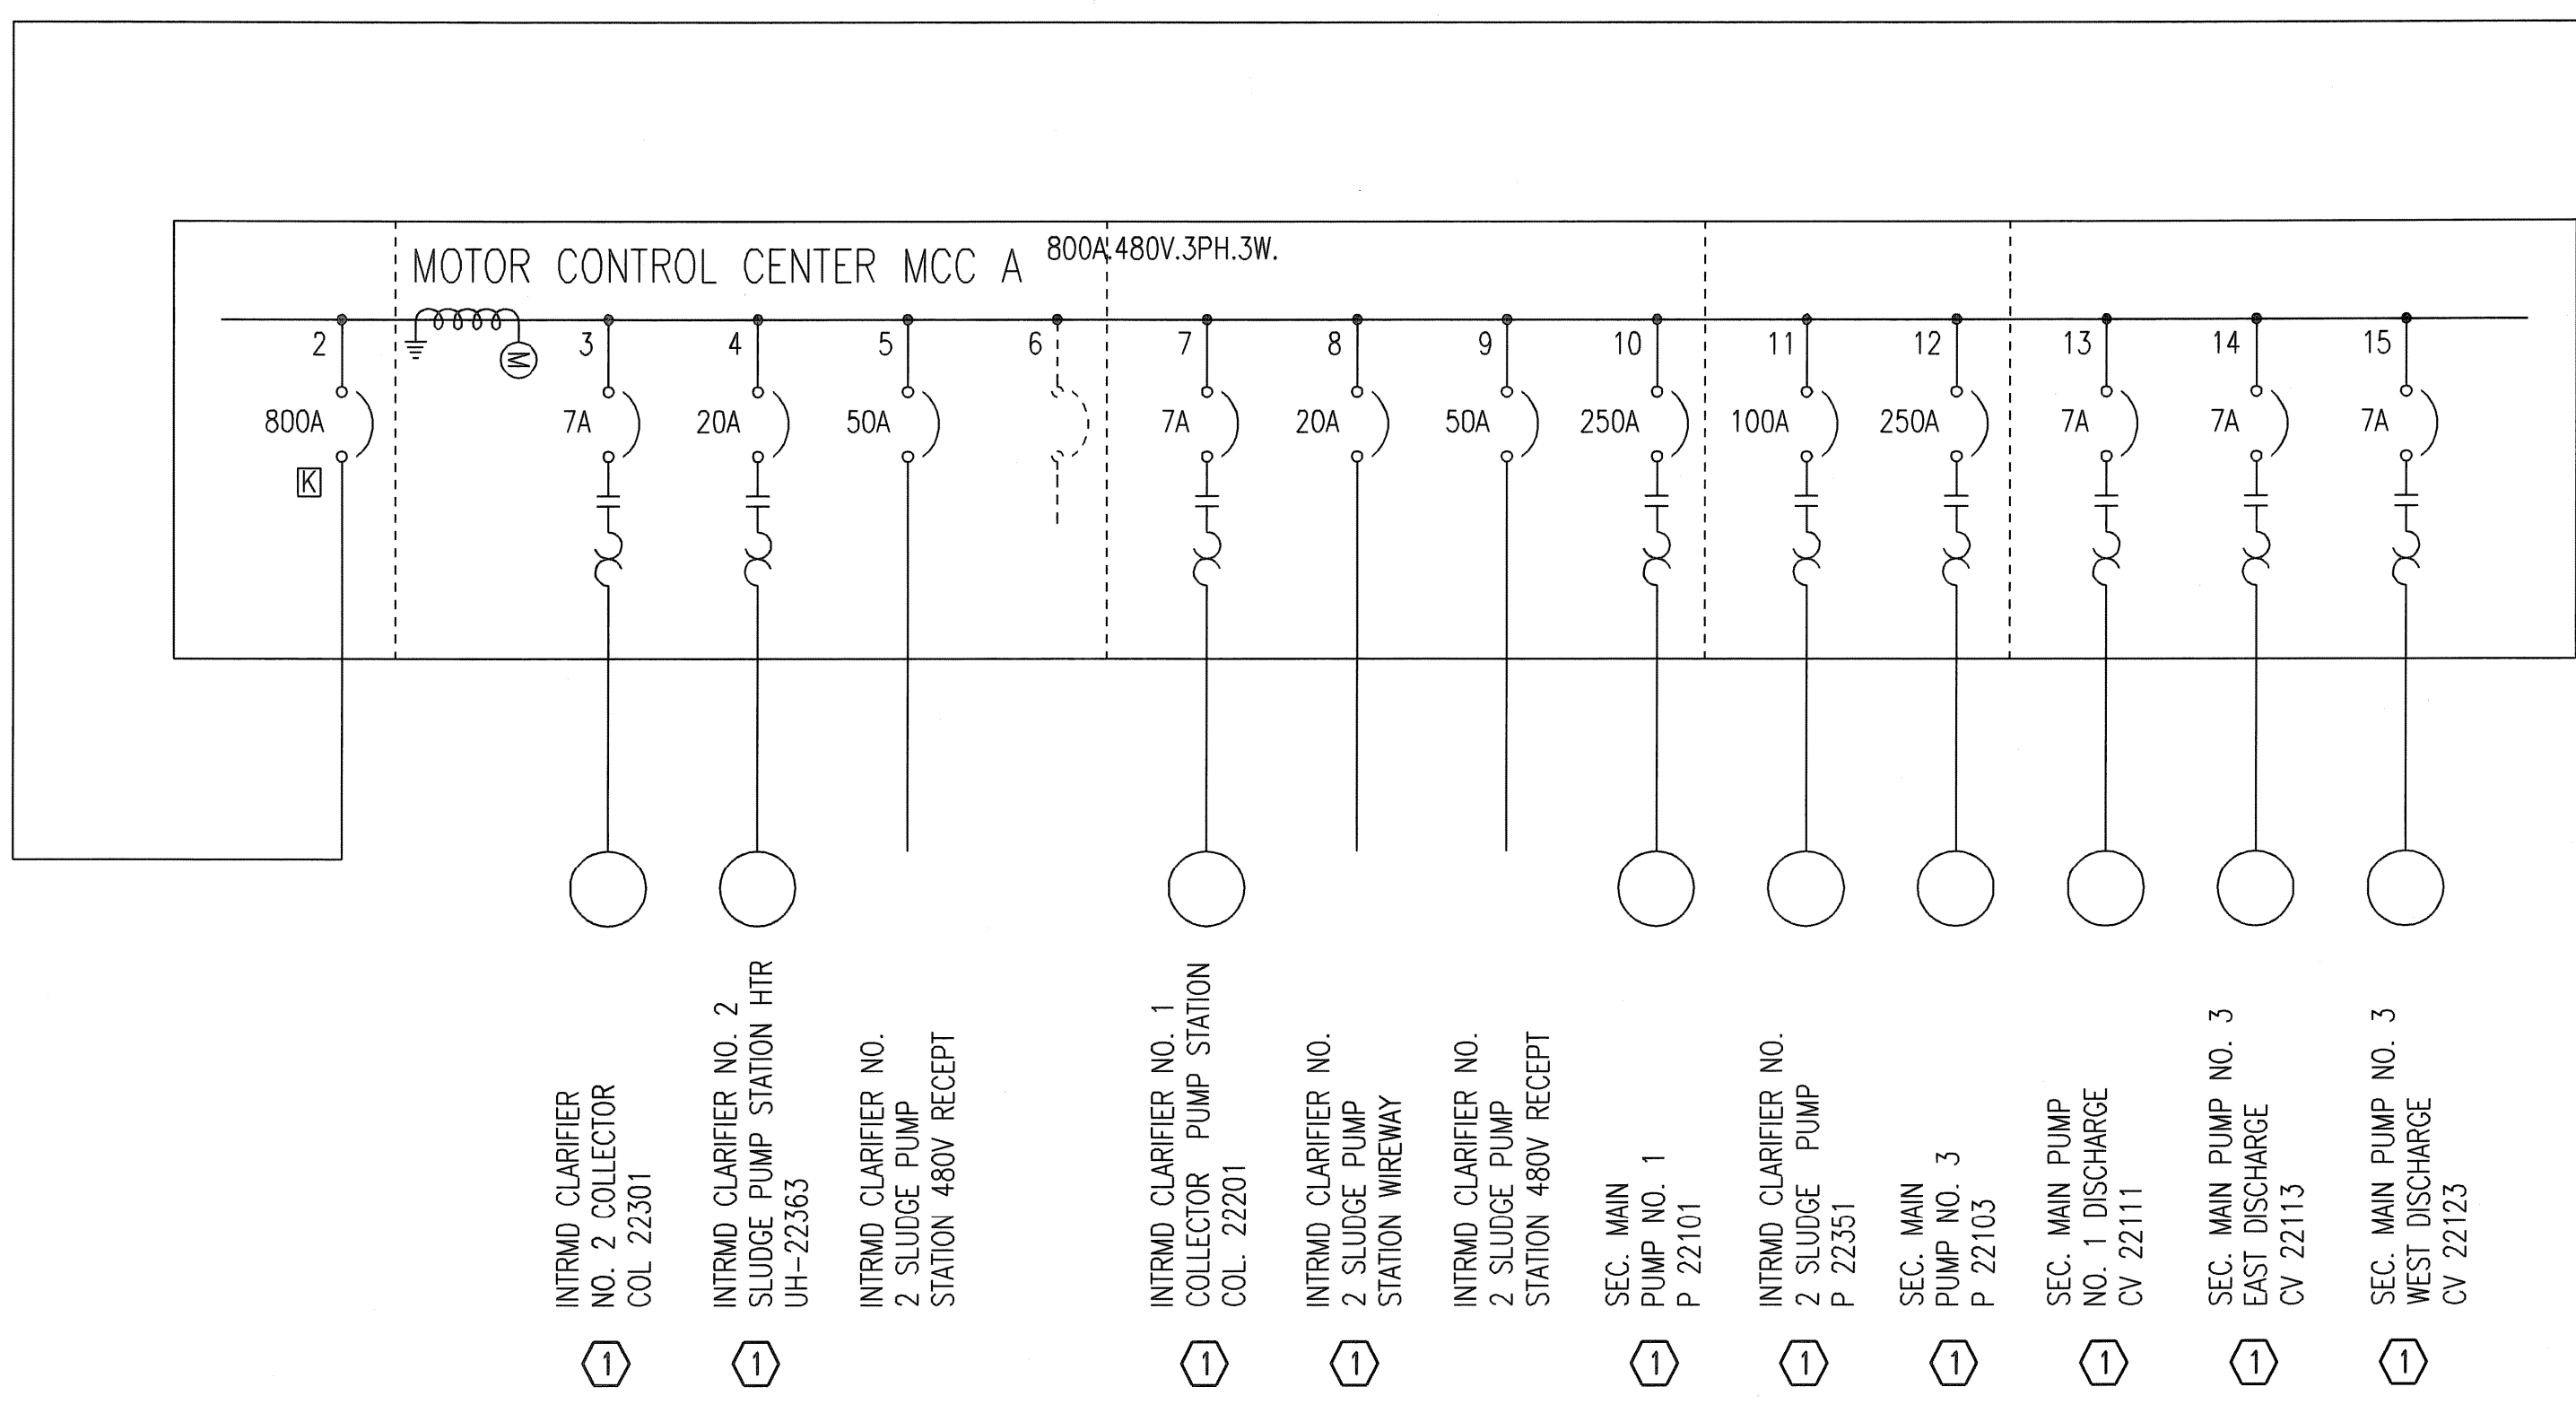 MOTOR CONTROL CENTER MCC A
800A.480V.3PH.3W.
2
3
4
5
6
7
8
9
10
11
12
13
14
15
M
800A
7A
20A
50A
7A
20A
50A
250A
100A
250A
7A
7A
7A
K
INTRMD CLARIFIER
NO. 2 COLLECTOR
COL 22301
INTRMD CLARIFIER NO. 2
SLUDGE PUMP STATION HTR
UH-22363
INTRMD CLARIFIER NO.
2 SLUDGE PUMP
STATION 480V RECEPT
INTRMD CLARIFIER NO. 1
COLLECTOR PUMP STATION
COL. 22201
INTRMD CLARIFIER NO.
2 SLUDGE PUMP
STATION WIREWAY
INTRMD CLARIFIER NO.
2 SLUDGE PUMP
STATION 480V RECEPT
SEC. MAIN
PUMP NO. 1
P 22101
INTRMD CLARIFIER NO.
2 SLUDGE PUMP
P 22351
SEC. MAIN
PUMP NO. 3
P 22103
SEC. MAIN PUMP
NO. 1 DISCHARGE
CV 22111
SEC. MAIN PUMP NO. 3
EAST DISCHARGE
CV 22113
SEC. MAIN PUMP NO. 3
WEST DISCHARGE
CV 22123
1
1
1
1
1
1
1
1
1
1